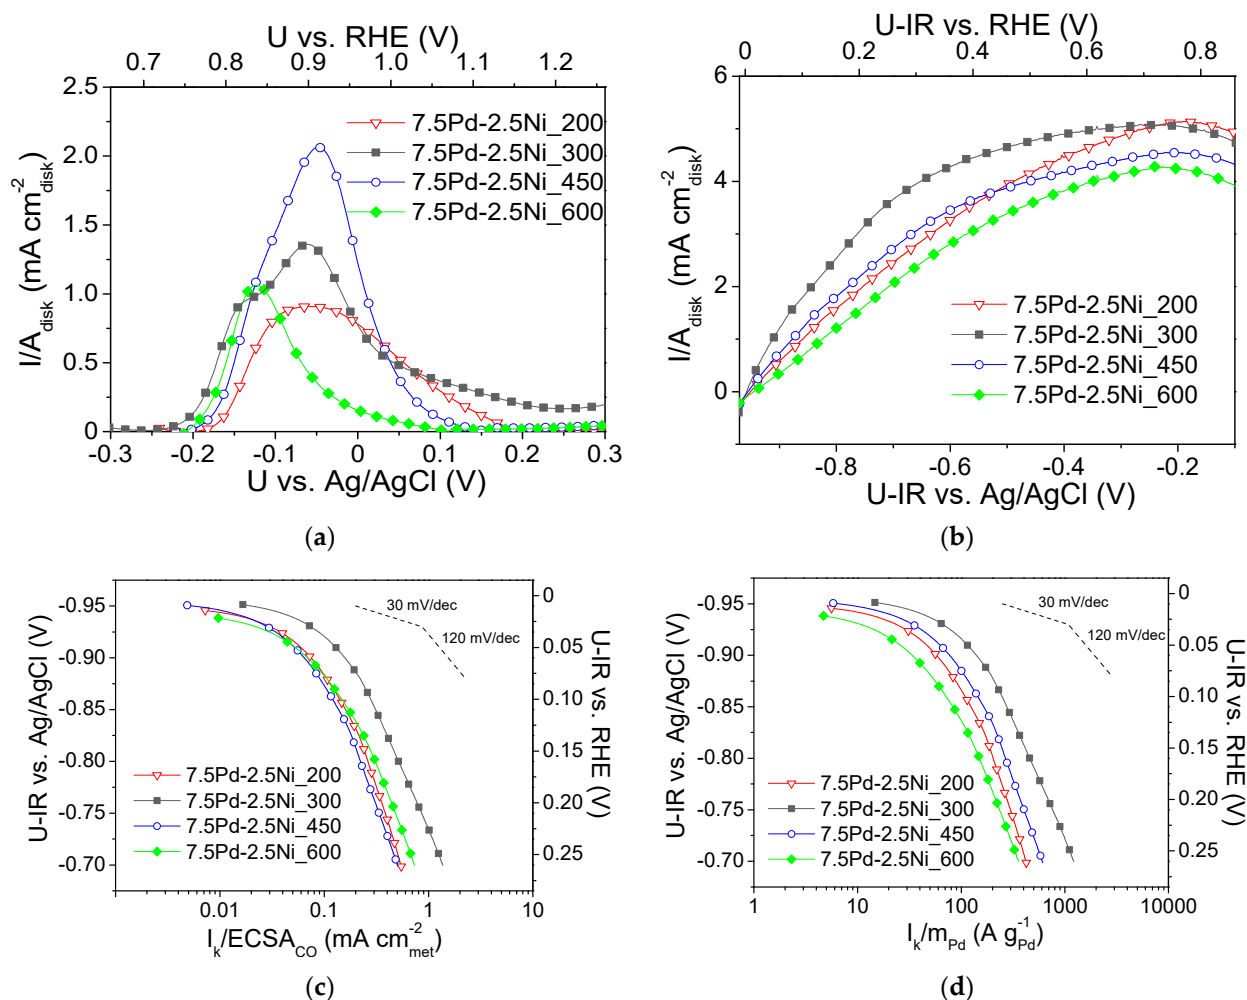 U vs. RHE (V)
0.7 0.8 0.9 1.0 1.1 1.2
2.5
2.0
1.5
1.0
0.5
0
I/A_disk (mA cm⁻²_disk)
7.5Pd-2.5Ni_200
7.5Pd-2.5Ni_300
7.5Pd-2.5Ni_450
7.5Pd-2.5Ni_600
-0.3 -0.2 -0.1 0 0.1 0.2 0.3
U vs. Ag/AgCl (V)
(a)
U-IR vs. RHE (V)
0 0.2 0.4 0.6 0.8
6
4
2
0
I/A_disk (mA cm⁻²_disk)
7.5Pd-2.5Ni_200
7.5Pd-2.5Ni_300
7.5Pd-2.5Ni_450
7.5Pd-2.5Ni_600
-0.8 -0.6 -0.4 -0.2
U-IR vs. Ag/AgCl (V)
(b)
U-IR vs. Ag/AgCl (V)
-0.95
-0.90
-0.85
-0.80
-0.75
-0.70
30 mV/dec
120 mV/dec
7.5Pd-2.5Ni_200
7.5Pd-2.5Ni_300
7.5Pd-2.5Ni_450
7.5Pd-2.5Ni_600
0
0.05
0.10
0.15
0.20
0.25
U-IR vs. RHE (V)
0.01 0.1 1 10
I_k/ECSA_CO (mA cm⁻²_met)
(c)
U-IR vs. Ag/AgCl (V)
-0.95
-0.90
-0.85
-0.80
-0.75
-0.70
30 mV/dec
120 mV/dec
7.5Pd-2.5Ni_200
7.5Pd-2.5Ni_300
7.5Pd-2.5Ni_450
7.5Pd-2.5Ni_600
0
0.05
0.10
0.15
0.20
0.25
U-IR vs. RHE (V)
1 10 100 1000 10000
I_k/m_Pd (A g⁻¹_Pd)
(d)